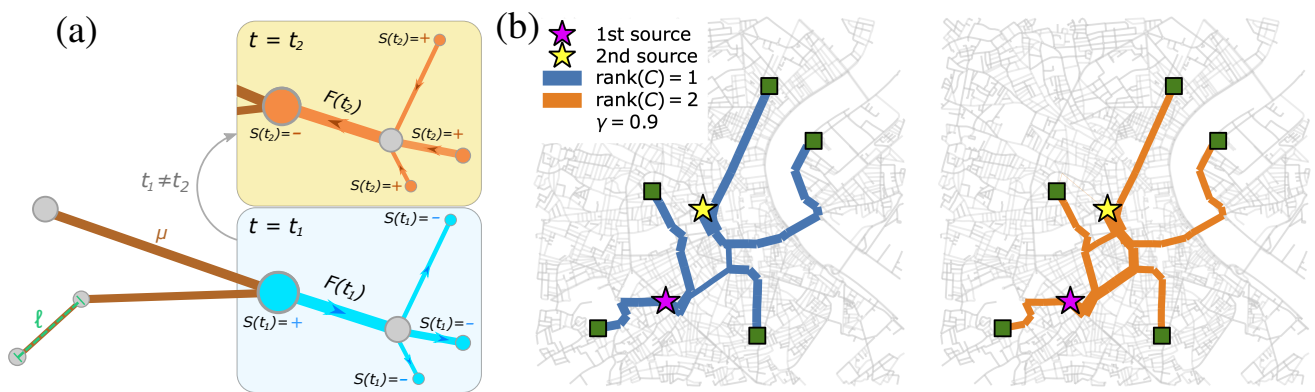 (a)
t = t₂
S(t₂)=+
F(t₂)
S(t₂)=−
S(t₂)=+
S(t₂)=+
t₁≠t₂
t = t₁
S(t₁)=−
μ
F(t₁)
S(t₁)=+
S(t₁)=−
ℓ
S(t₁)=−
(b)
1st source
2nd source
rank(C) = 1
rank(C) = 2
γ = 0.9